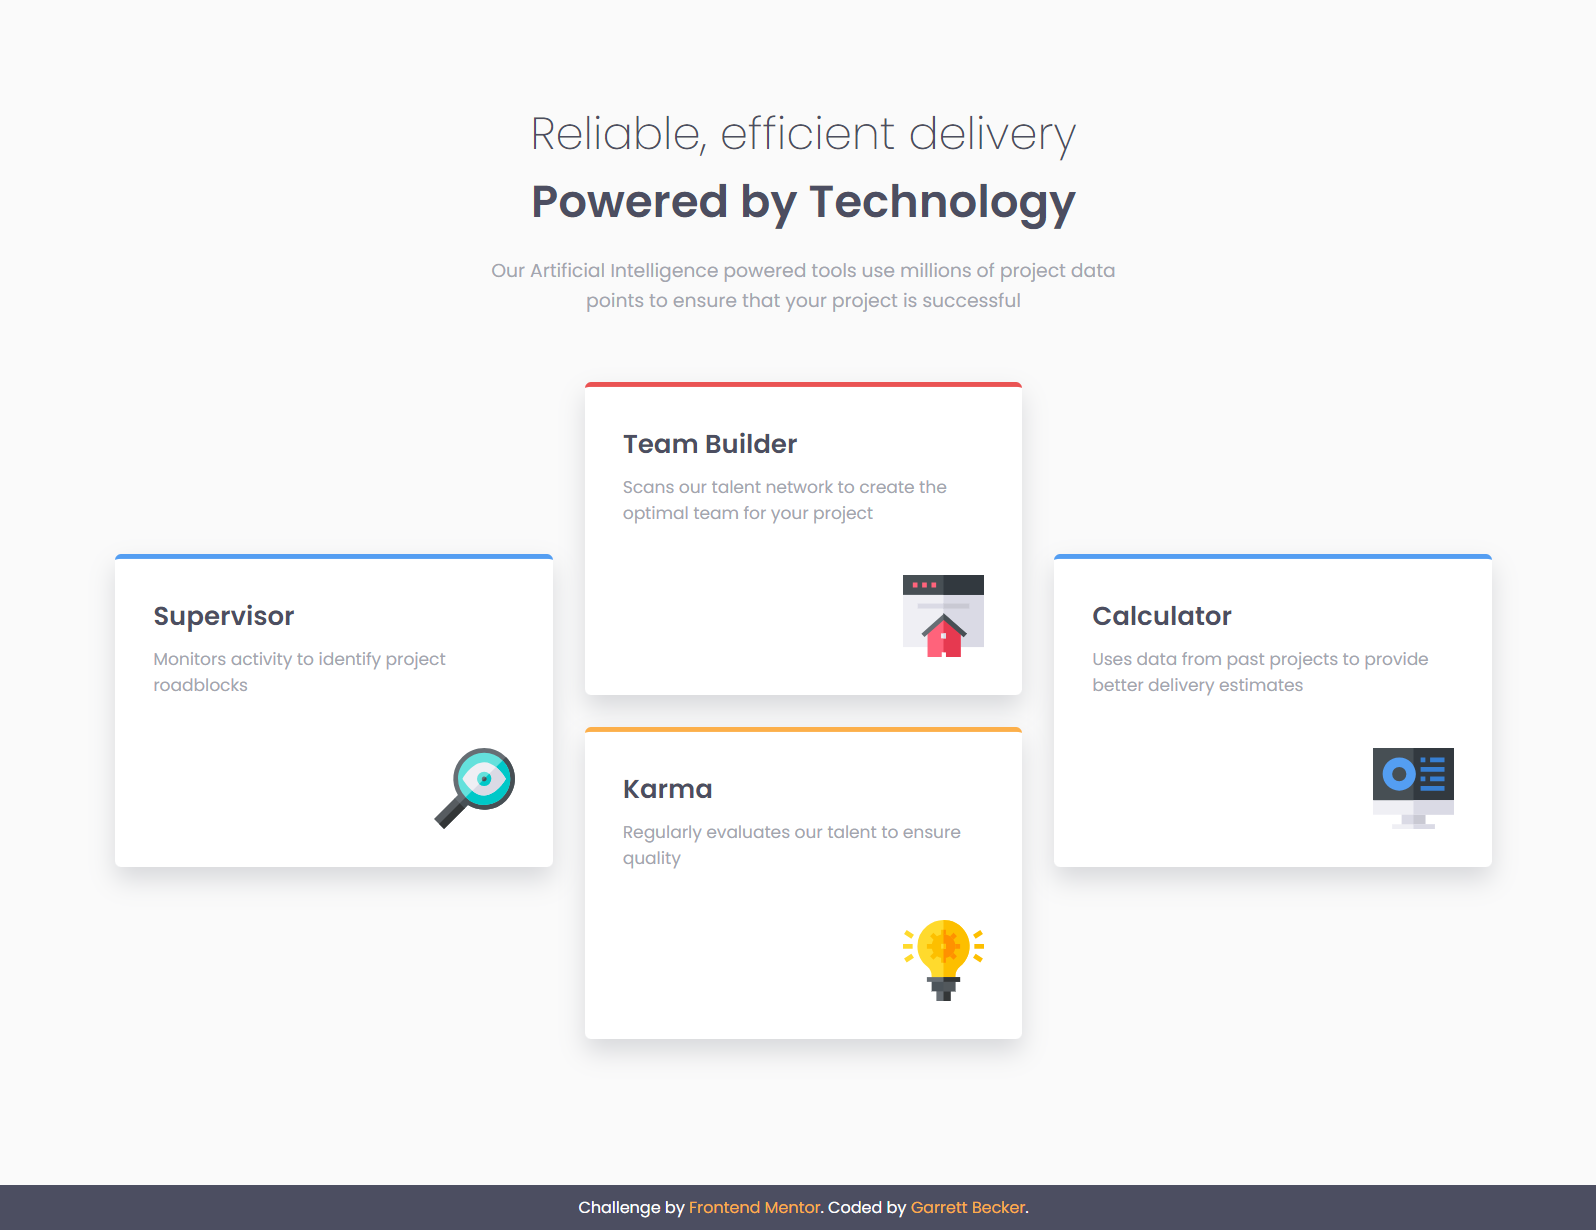 Reliable, efficient delivery
Powered by Technology
Our Artificial Intelligence powered tools use millions of project data
points to ensure that your project is successful
Team Builder
Scans our talent network to create the
optimal team for your project
Supervisor
Monitors activity to identify project
roadblocks
Calculator
Uses data from past projects to provide
better delivery estimates
Karma
Regularly evaluates our talent to ensure
quality
Challenge by Frontend Mentor. Coded by Garrett Becker.